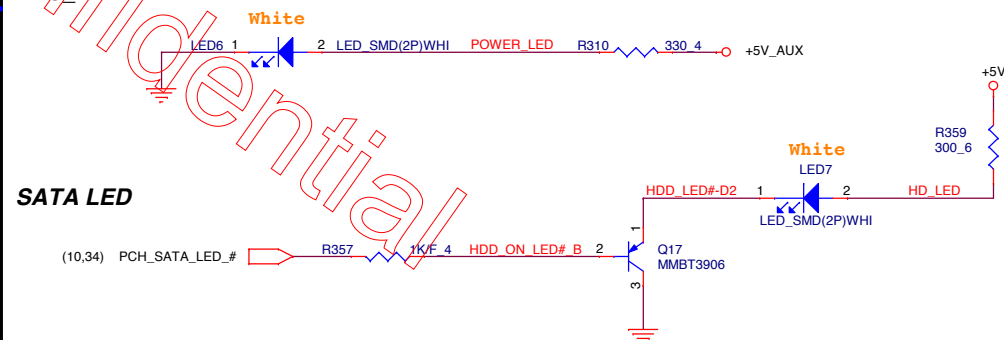 White
LED6 1 2 LED_SMD(2P)WHI POWER_LED R310 330_4 +5V_AUX
+5V
R359
300_6
White
LED7
HDD_LED#-D2 1 2 HD_LED
LED_SMD(2P)WHI
SATA LED
(10,34) PCH_SATA_LED_# R357 1K/F_4 HDD_ON_LED#_B 2
1
Q17
MMBT3906
3
fidential